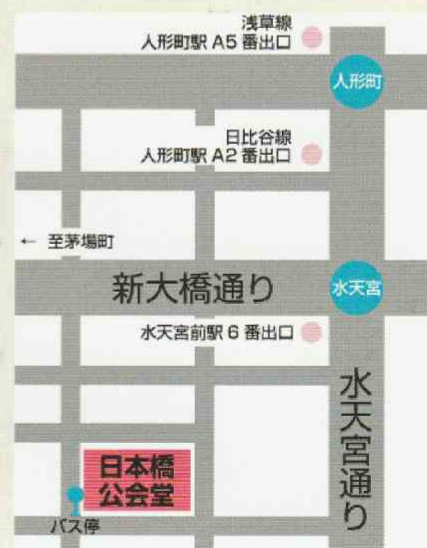 浅草線
人形町駅 A5 番出口
人形町
日比谷線
人形町駅 A2 番出口
← 至茅場町
新大橋通り
水天宮
水天宮前駅 6 番出口
水天宮通り
日本橋
公会堂
バス停